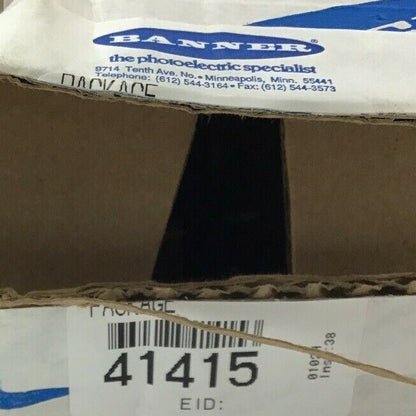 BANNER
the photoelectric specialist
9714 Tenth Ave. No. • Minneapolis, Minn. 55441
Telephone: (612) 544-3164 • Fax: (612) 544-3573
PACKAGE
PACKAGE
41415
EID: